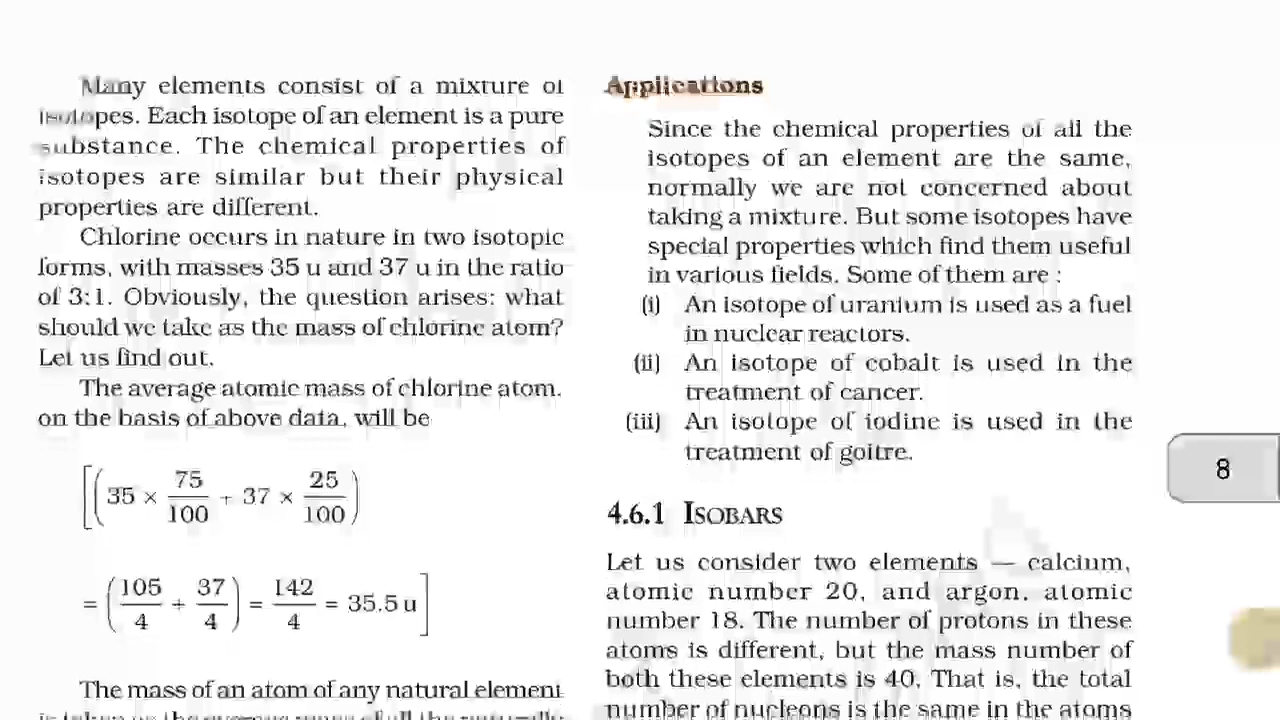 Many elements consist of a mixture of
isotopes. Each isotope of an element is a pure
substance. The chemical properties of
isotopes are similar but their physical
properties are different.
Chlorine occurs in nature in two isotopic
forms, with masses 35 u and 37 u in the ratio
of 3:1. Obviously, the question arises: what
should we take as the mass of chlorine atom?
Let us find out.
The average atomic mass of chlorine atom,
on the basis of above data, will be
[(35 × 75/100 + 37 × 25/100)
= (105/4 + 37/4) = 142/4 = 35.5 u]
The mass of an atom of any natural element
is taken as the average mass of all the naturally
Applications
Since the chemical properties of all the
isotopes of an element are the same,
normally we are not concerned about
taking a mixture. But some isotopes have
special properties which find them useful
in various fields. Some of them are :
(i) An isotope of uranium is used as a fuel
in nuclear reactors.
(ii) An isotope of cobalt is used in the
treatment of cancer.
(iii) An isotope of iodine is used in the
treatment of goitre.
4.6.1 ISOBARS
Let us consider two elements — calcium,
atomic number 20, and argon, atomic
number 18. The number of protons in these
atoms is different, but the mass number of
both these elements is 40. That is, the total
number of nucleons is the same in the atoms
8